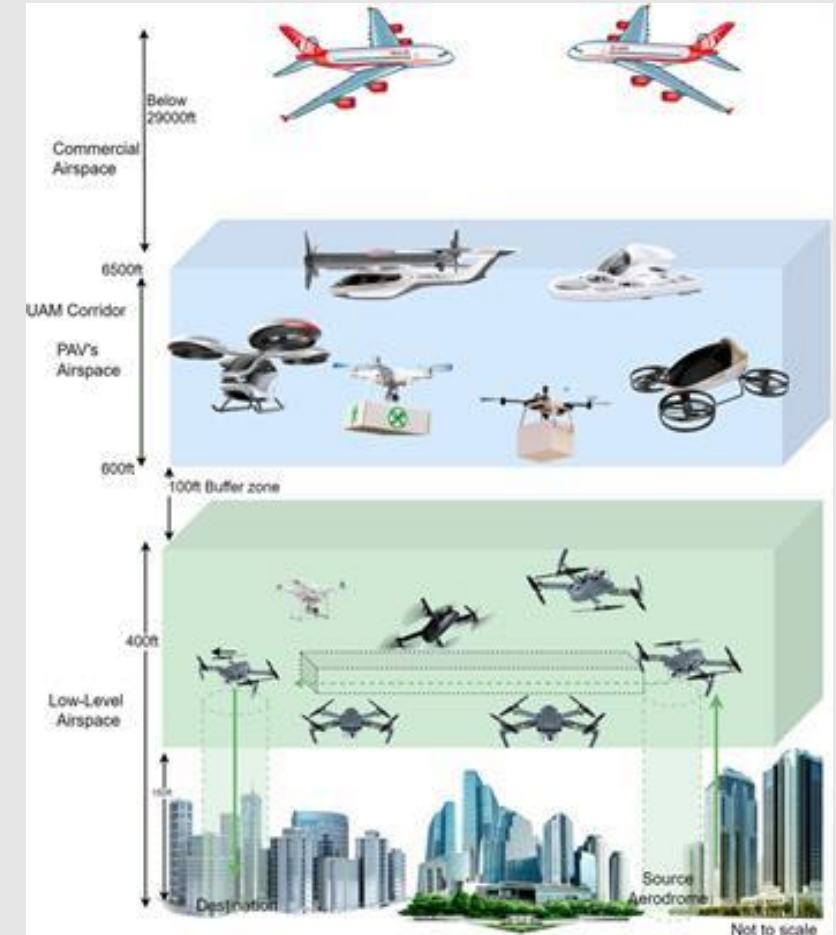 Below
29000ft
Commercial
Airspace
6500ft
UAM Corridor
PAV's
Airspace
600ft
100ft Buffer zone
400ft
Low-Level
Airspace
Destination
Source
Aerodrome
Not to scale